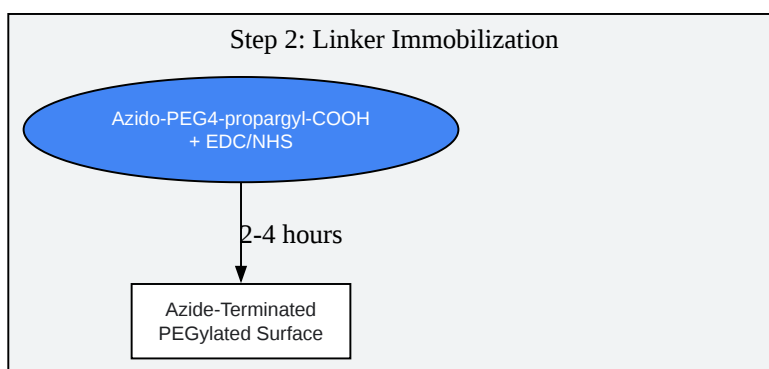 Step 2: Linker Immobilization
Azido-PEG4-propargyl-COOH
+ EDC/NHS
2-4 hours
Azide-Terminated
PEGylated Surface